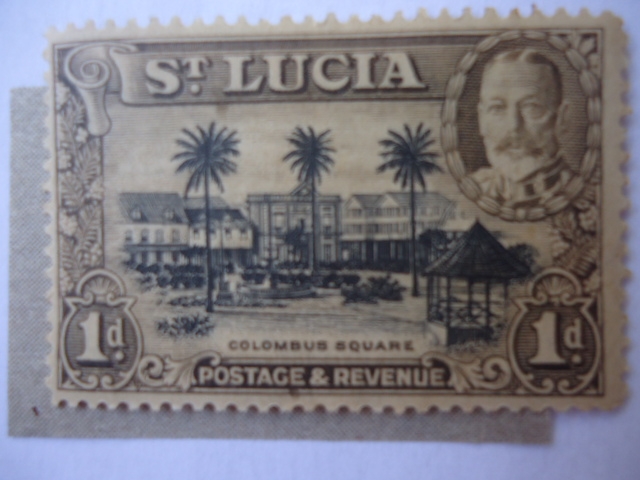 ST. LUCIA
COLOMBUS SQUARE
1d. 1d.
POSTAGE & REVENUE